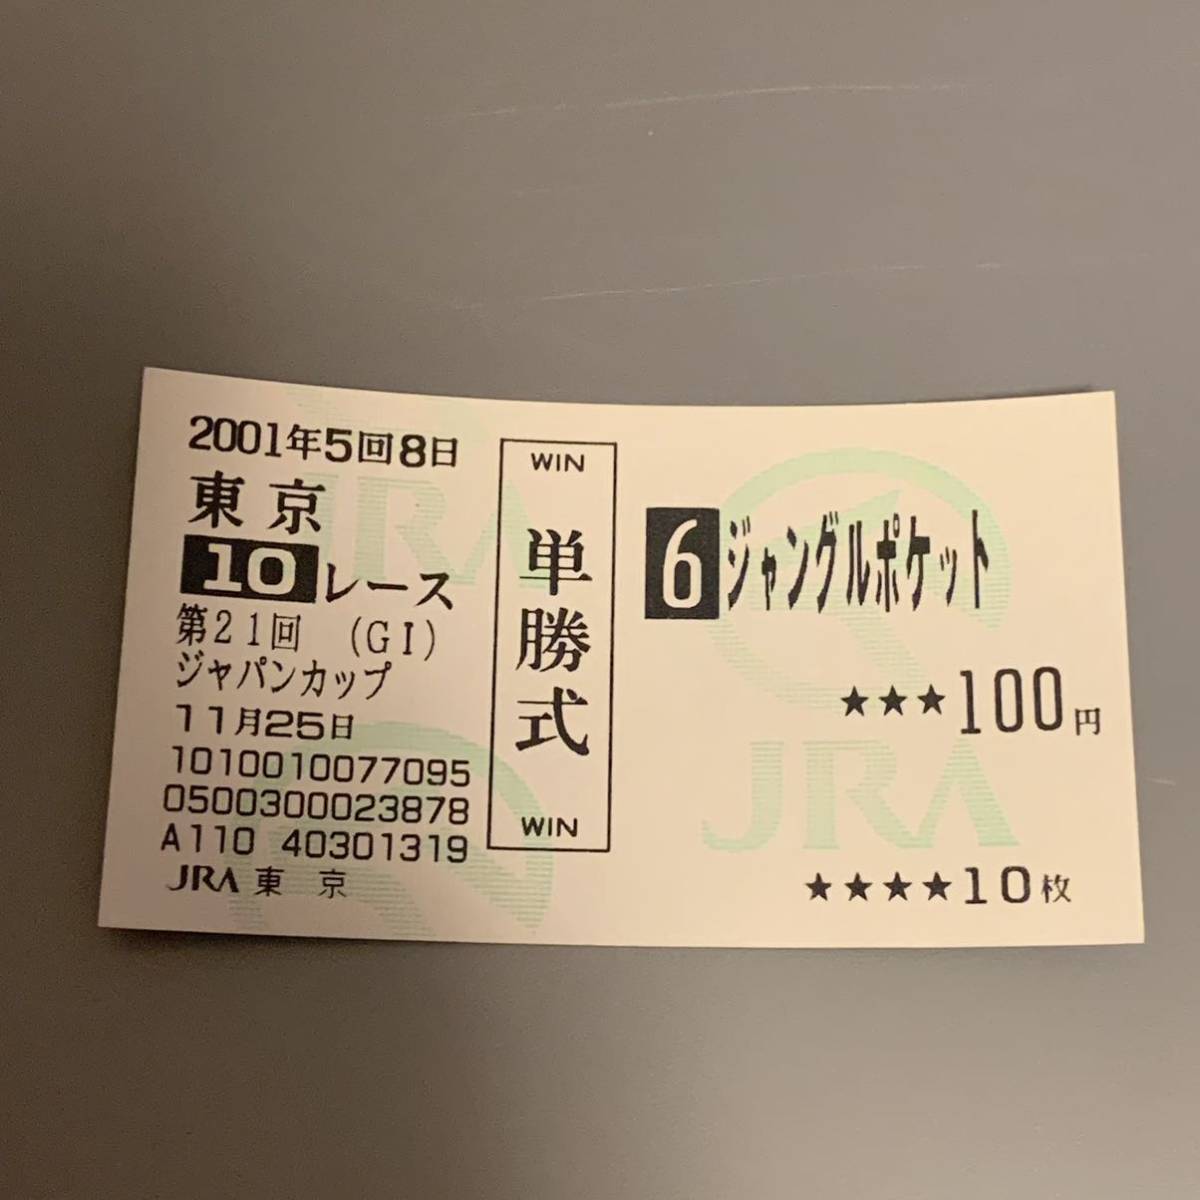 2001年5回8日
東京
10レース
第21回 (GI)
ジャパンカップ
11月25日
1010010077095
0500300023878
A110 40301319
JRA 東 京
WIN
単勝式
WIN
6 ジャングルポケット
★★★100円
★★★★10枚
JRA
JRA